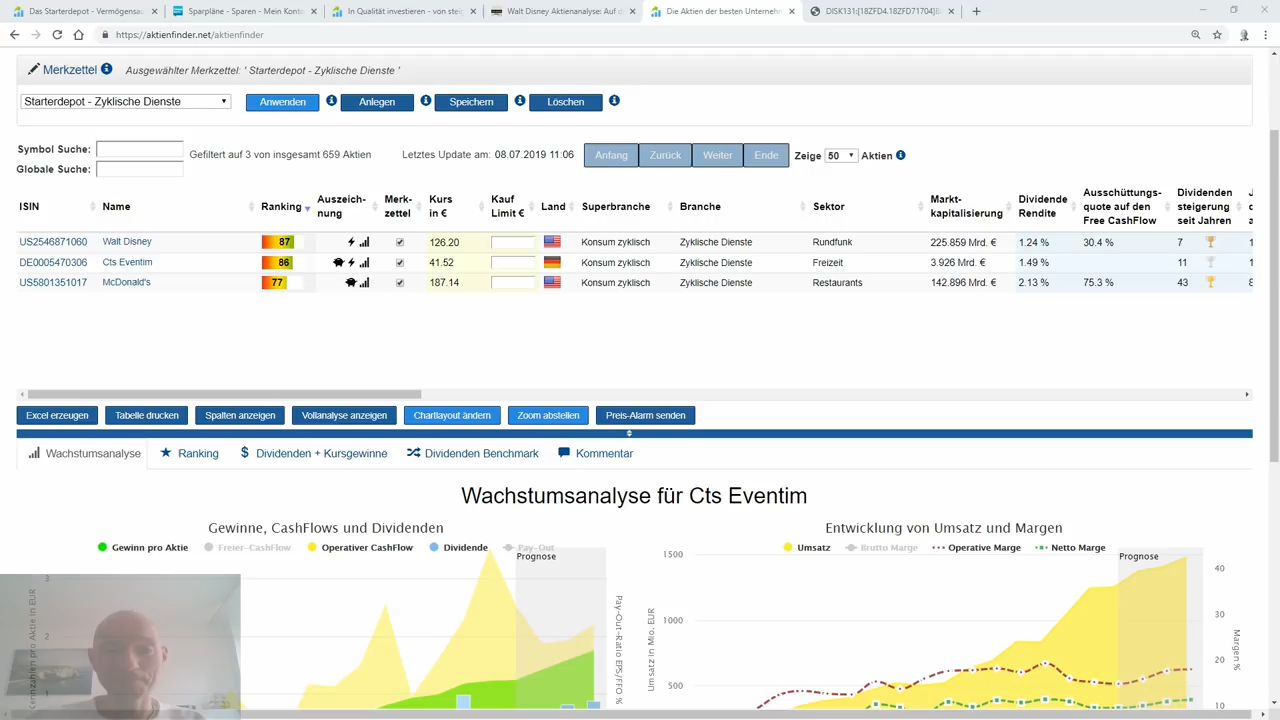 Das Starterdepot - Vermögensau
Sparpläne - Sparen - Mein Konto
In Qualität investieren - von steig
Walt Disney Aktienanalyse: Auf d
Die Aktien der besten Unternehm
DISK131:[18ZFD4.18ZFD71704]B
https://aktienfinder.net/aktienfinder
Merkzettel Ausgewählter Merkzettel: ' Starterdepot - Zyklische Dienste '
Starterdepot - Zyklische Dienste Anwenden Anlegen Speichern Löschen
Symbol Suche:
Globale Suche:
Gefiltert auf 3 von insgesamt 659 Aktien Letztes Update am: 08.07.2019 11:06 Anfang Zurück Weiter Ende Zeige 50 Aktien
ISIN Name Ranking Auszeich-nung Merk-zettel Kurs in € Kauf Limit € Land Superbranche Branche Sektor Markt-kapitalisierung Dividende Rendite Ausschüttungs-quote auf den Free CashFlow Dividenden steigerung seit Jahren
US2546871060 Walt Disney 87 126.20 Konsum zyklisch Zyklische Dienste Rundfunk 225.859 Mrd. € 1.24 % 30.4 % 7
DE0005470306 Cts Eventim 86 41.52 Konsum zyklisch Zyklische Dienste Freizeit 3.926 Mrd. € 1.49 % 11
US5801351017 McDonald's 77 187.14 Konsum zyklisch Zyklische Dienste Restaurants 142.896 Mrd. € 2.13 % 75.3 % 43
Excel erzeugen Tabelle drucken Spalten anzeigen Vollanalyse anzeigen Chartlayout ändern Zoom abstellen Preis-Alarm senden
Wachstumsanalyse Ranking Dividenden + Kursgewinne Dividenden Benchmark Kommentar
Wachstumsanalyse für Cts Eventim
Gewinne, CashFlows und Dividenden
Gewinn pro Aktie Freier-CashFlow Operativer CashFlow Dividende Pay-Out
Prognose
3
2
1
Pay-Out-Ratio EPS/FFO %
Entwicklung von Umsatz und Margen
Umsatz Brutto Marge Operative Marge Netto Marge
Prognose
1500
1000
500
Umsatz in Mio. EUR
40
30
20
10
Margen %